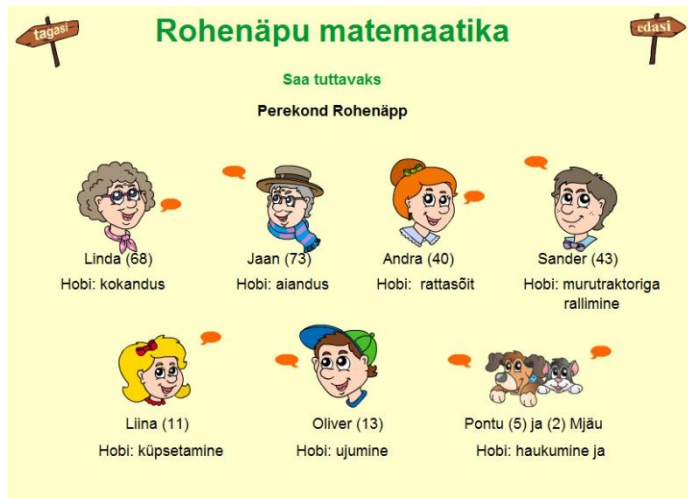 tagasi
Rohenäpu matemaatika
edasi
Saa tuttavaks
Perekond Rohenäpp
Linda (68)
Jaan (73)
Andra (40)
Sander (43)
Hobi: kokandus
Hobi: aiandus
Hobi: rattasõit
Hobi: murutraktoriga
rallimine
Liina (11)
Oliver (13)
Pontu (5) ja (2) Mjäu
Hobi: küpsetamine
Hobi: ujumine
Hobi: haukumine ja